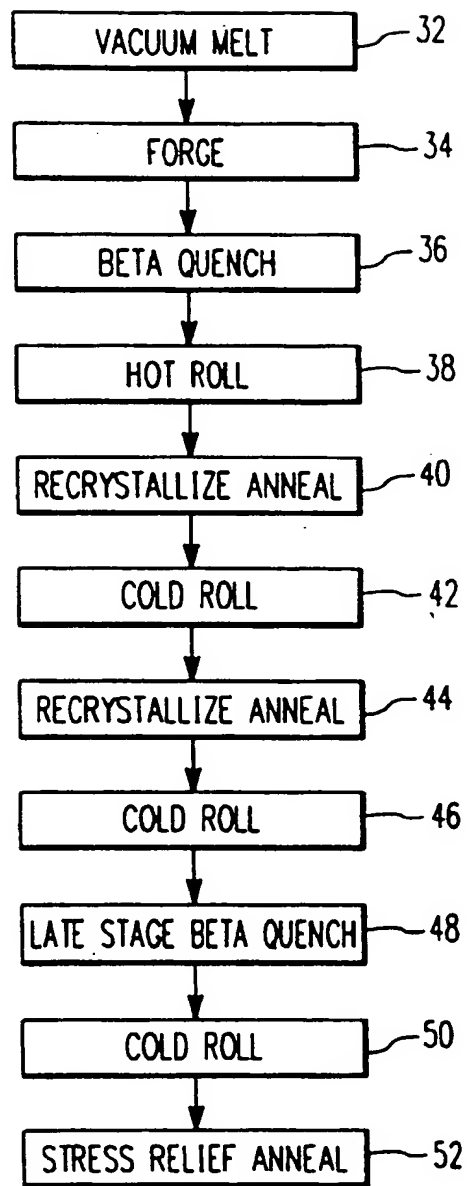 VACUUM MELT 32
FORGE 34
BETA QUENCH 36
HOT ROLL 38
RECRYSTALLIZE ANNEAL 40
COLD ROLL 42
RECRYSTALLIZE ANNEAL 44
COLD ROLL 46
LATE STAGE BETA QUENCH 48
COLD ROLL 50
STRESS RELIEF ANNEAL 52